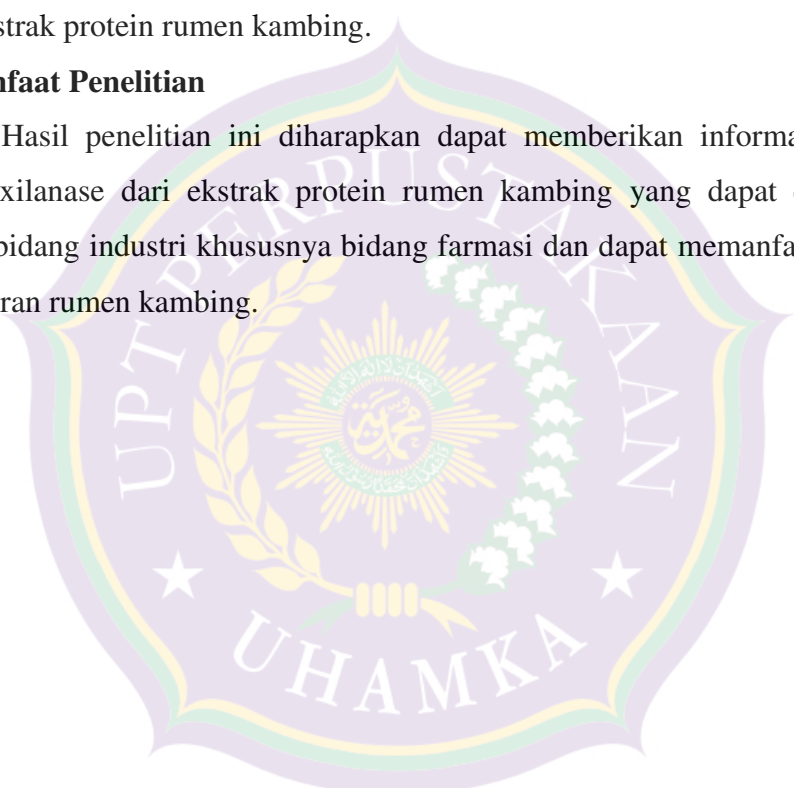 strak protein rumen kambing.
nfaat Penelitian
Hasil penelitian ini diharapkan dapat memberikan informa
xilanase dari ekstrak protein rumen kambing yang dapat
bidang industri khususnya bidang farmasi dan dapat memanfa
ran rumen kambing.
UPT PERPUSTAKAAN
UHAMKA